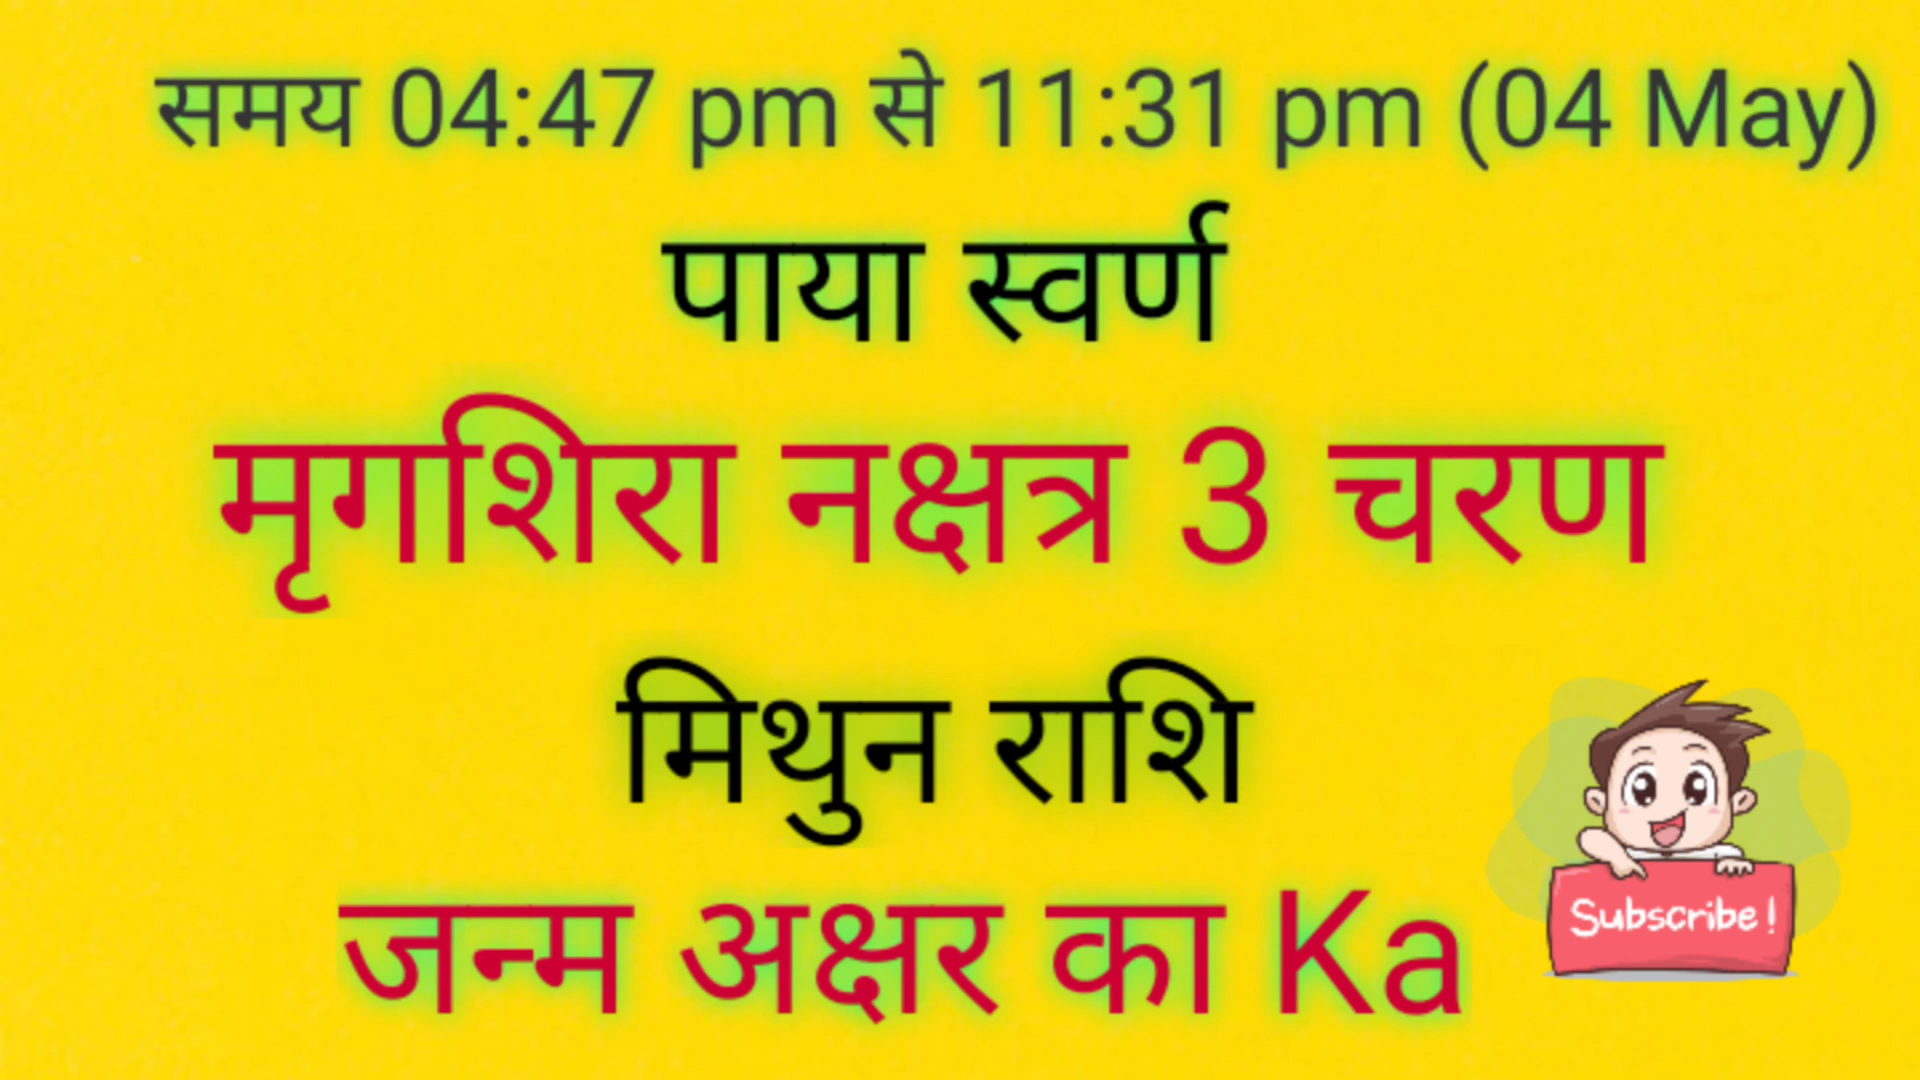 समय 04:47 pm से 11:31 pm (04 May)
पाया स्वर्ण
मृगशिरा नक्षत्र 3 चरण
मिथुन राशि
जन्म अक्षर का Ka
Subscribe!